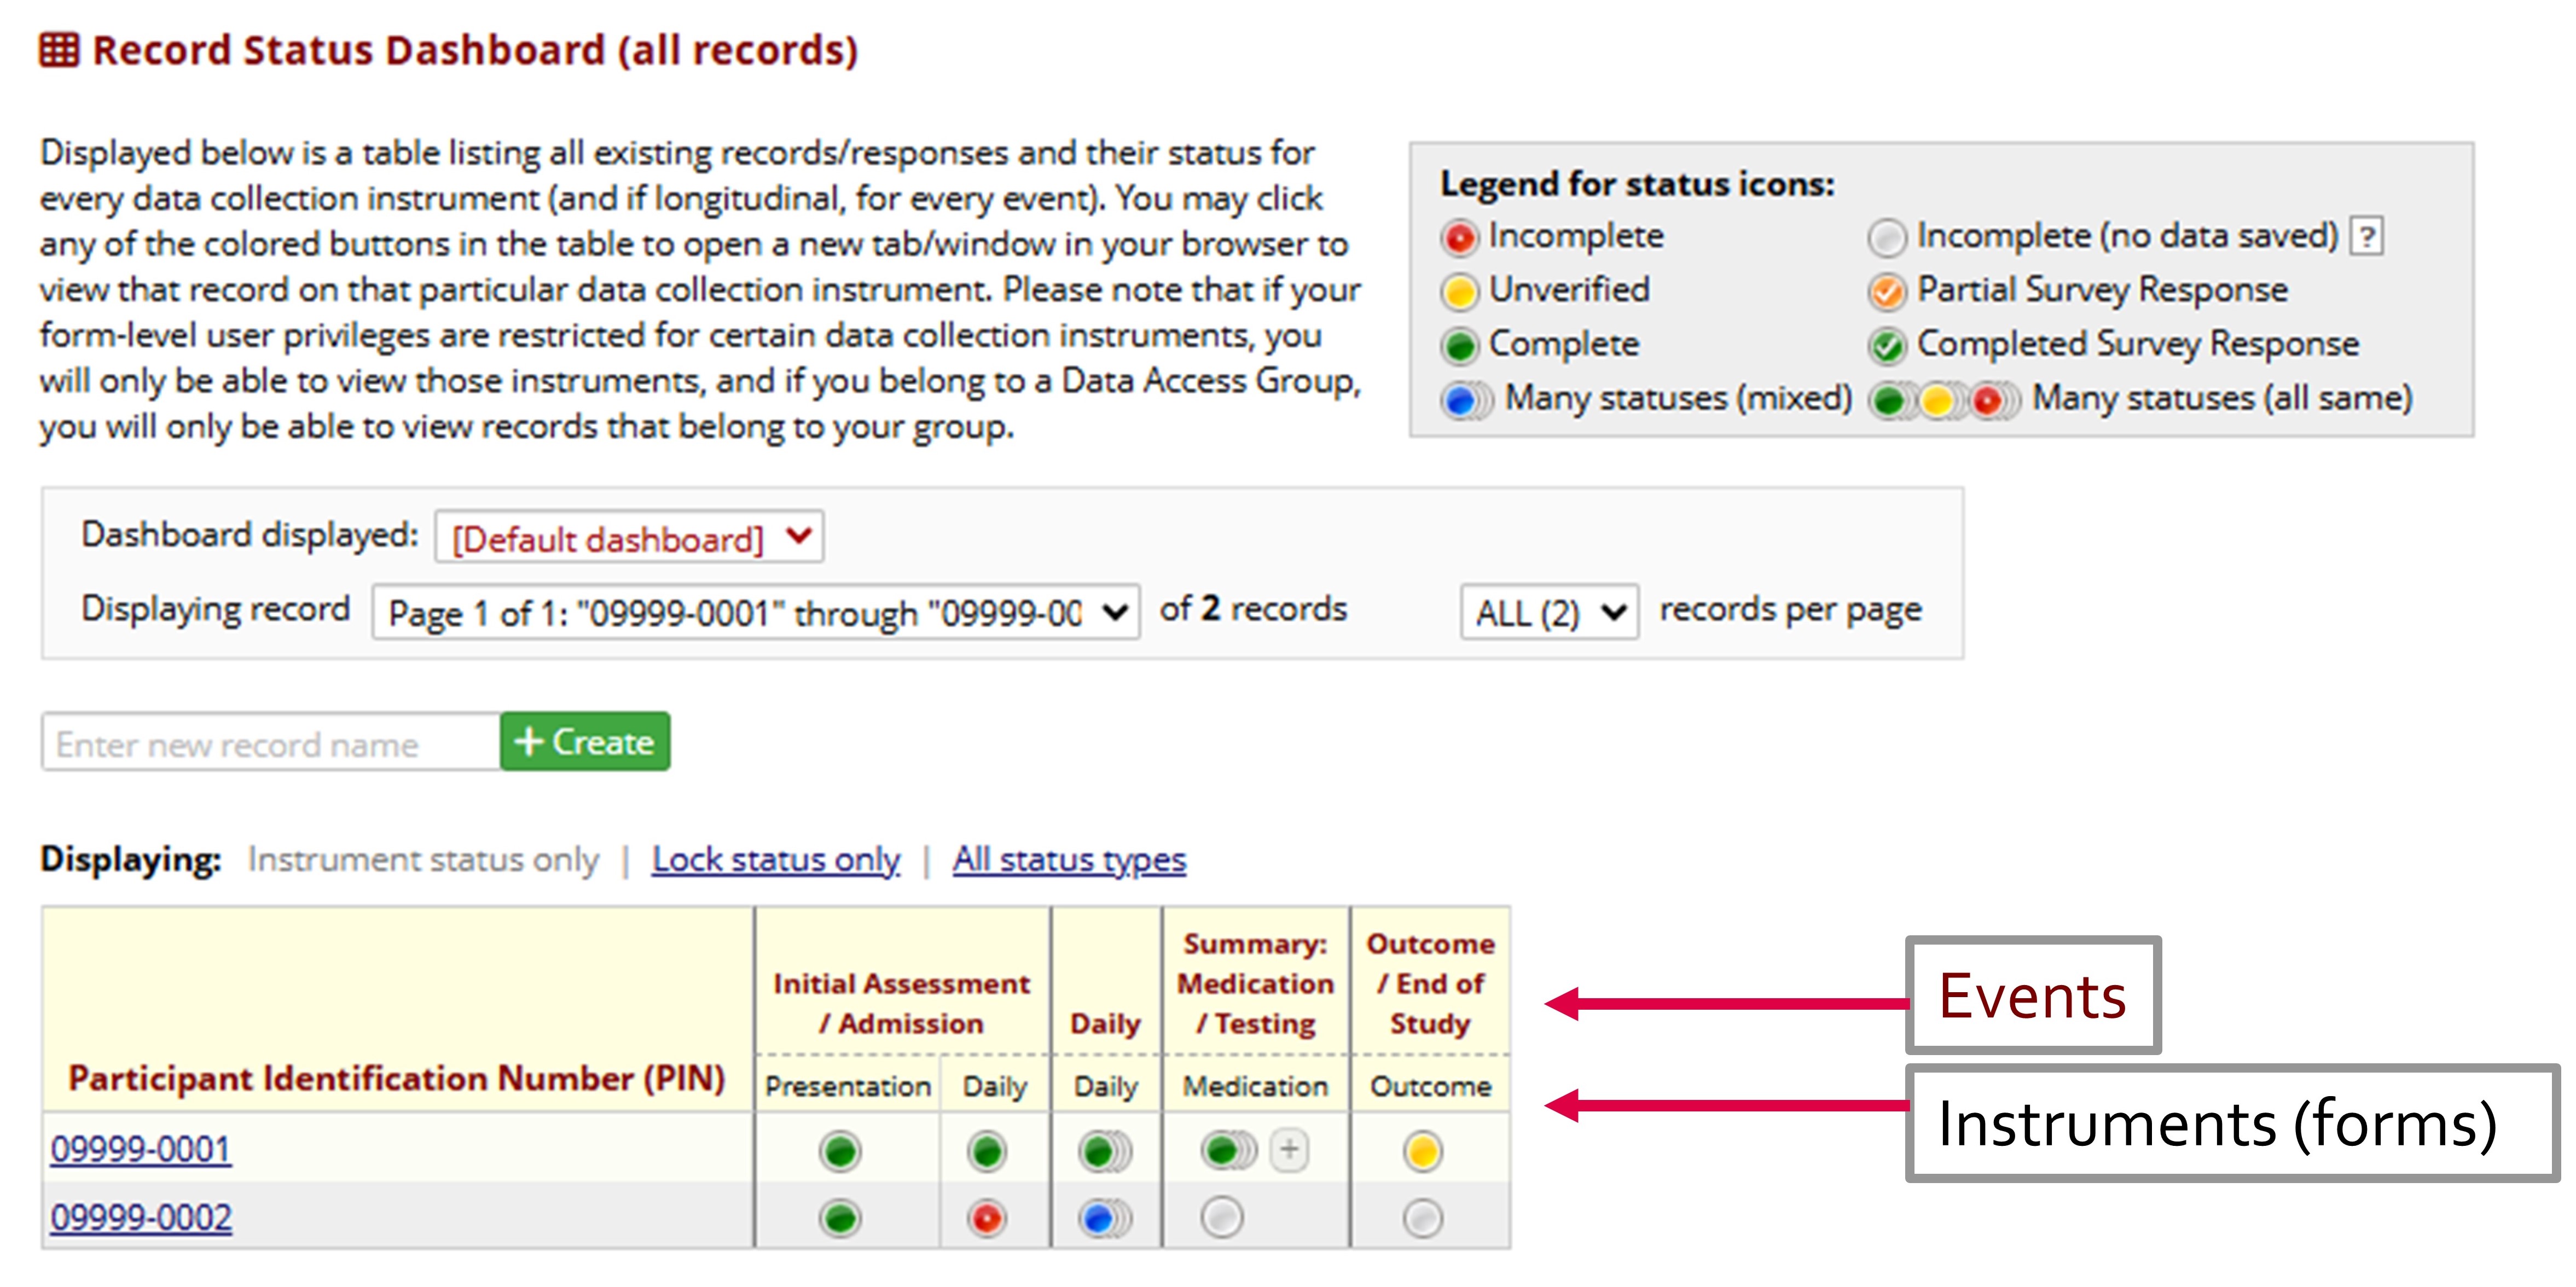 Record Status Dashboard (all records)
Displayed below is a table listing all existing records/responses and their status for
every data collection instrument (and if longitudinal, for every event). You may click
any of the colored buttons in the table to open a new tab/window in your browser to
view that record on that particular data collection instrument. Please note that if your
form-level user privileges are restricted for certain data collection instruments, you
will only be able to view those instruments, and if you belong to a Data Access Group,
you will only be able to view records that belong to your group.
Legend for status icons:
Incomplete Incomplete (no data saved) ?
Unverified Partial Survey Response
Complete Completed Survey Response
Many statuses (mixed) Many statuses (all same)
Dashboard displayed: [Default dashboard]
Displaying record Page 1 of 1: "09999-0001" through "09999-00 of 2 records ALL (2) records per page
Enter new record name + Create
Displaying: Instrument status only | Lock status only | All status types
Participant Identification Number (PIN)
Initial Assessment
/ Admission
Daily
Summary:
Medication
/ Testing
Outcome
/ End of
Study
Presentation Daily Daily Medication Outcome
09999-0001 +
09999-0002
Events
Instruments (forms)